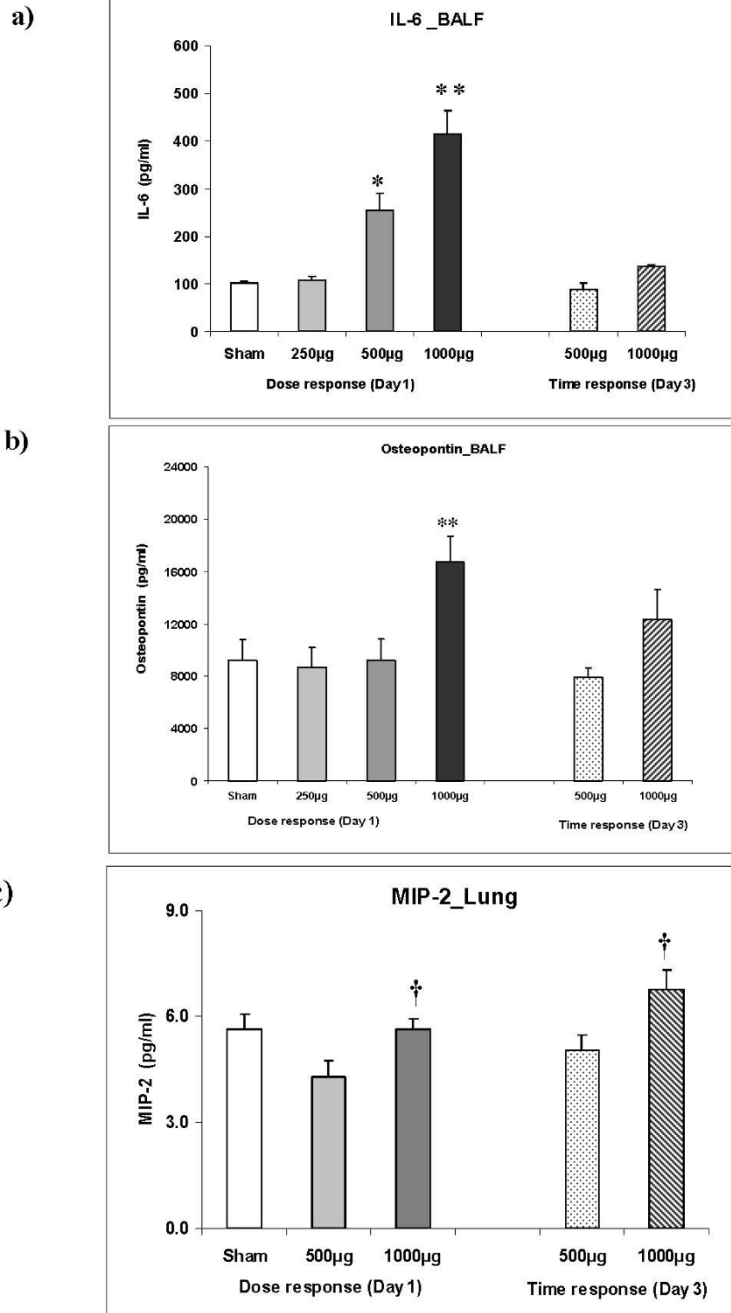 a)
IL-6 _BALF
600
500
400
300
200
100
0
IL-6 (pg/ml)
*
**
Sham 250µg 500µg 1000µg 500µg 1000µg
Dose response (Day 1) Time response (Day 3)
b)
Osteopontin_BALF
24000
20000
16000
12000
8000
4000
0
Osteopontin (pg/ml)
**
Sham 250µg 500µg 1000µg 500µg 1000µg
Dose response (Day 1) Time response (Day 3)
c)
MIP-2_Lung
9.0
6.0
3.0
0.0
MIP-2 (pg/ml)
† †
Sham 500µg 1000µg 500µg 1000µg
Dose response (Day 1) Time response (Day 3)